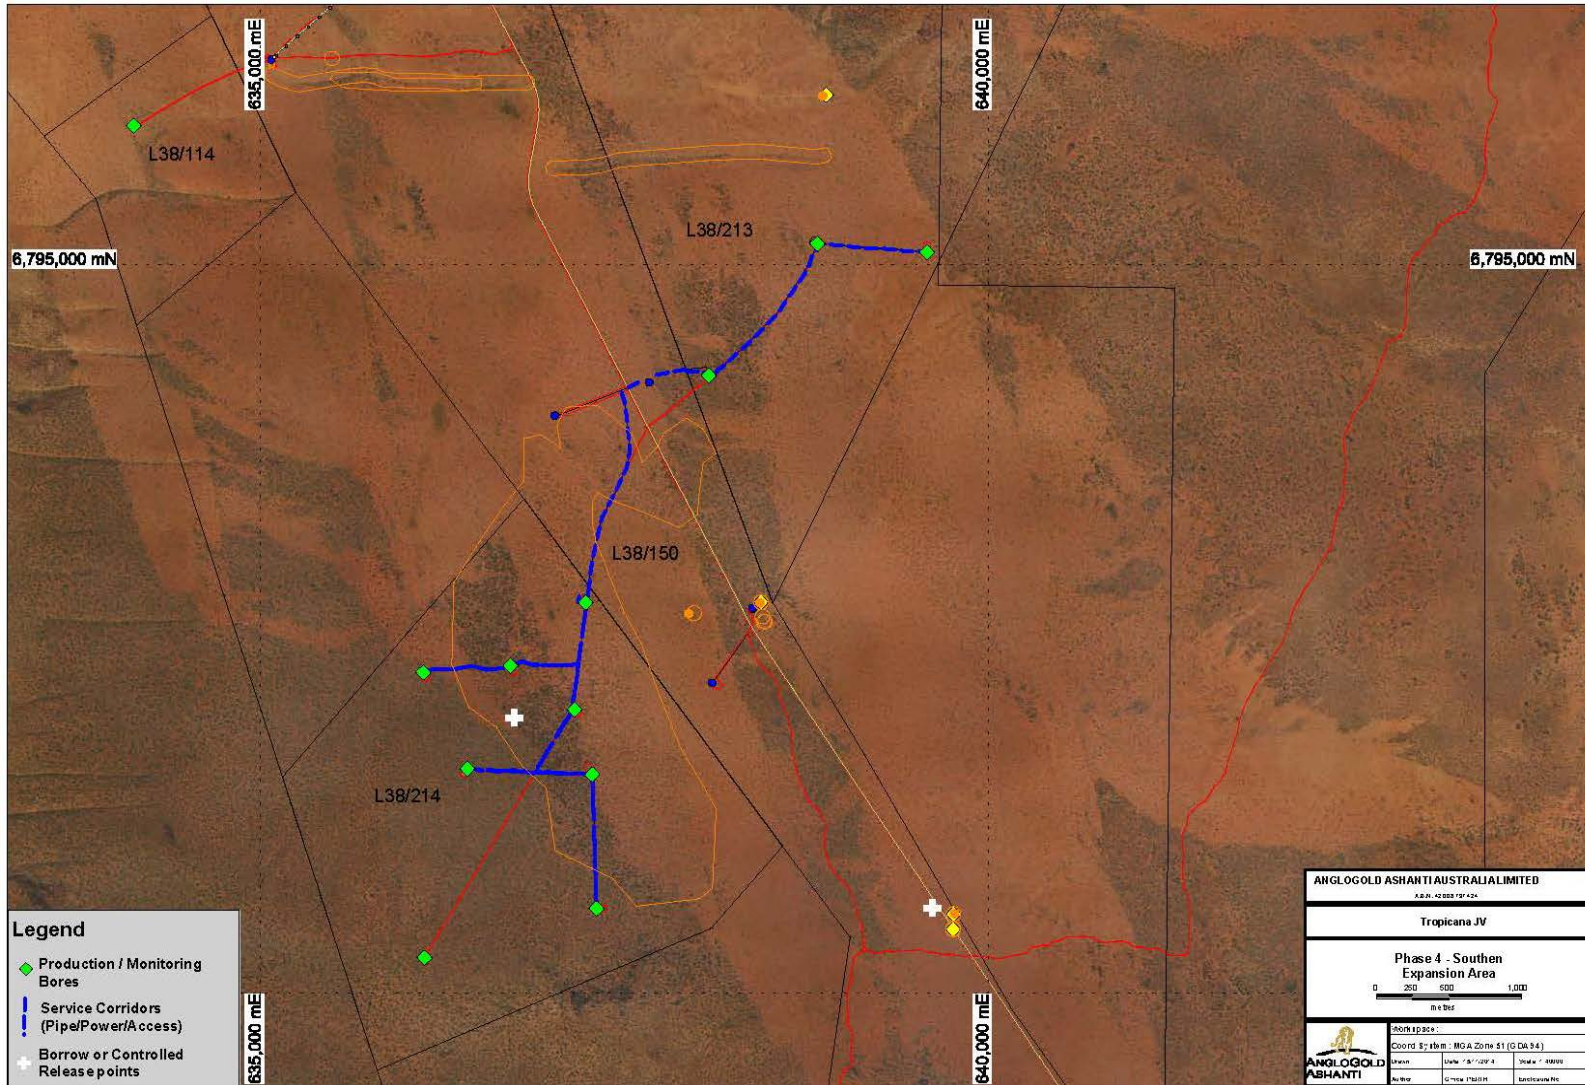 635,000 mE
640,000 mE
L38/114
L38/213
6,795,000 mN
6,795,000 mN
L38/150
L38/214
Legend
Production / Monitoring
Bores
Service Corridors
(Pipe/Power/Access)
Borrow or Controlled
Release points
635,000 mE
640,000 mE
ANGLOGOLD ASHANTI AUSTRALIA LIMITED
Tropicana JV
Phase 4 - Southen
Expansion Area
0 250 500 1,000
metres
ANGLOGOLD
ASHANTI
Workspace:
Coord System : MGA Zone 51 (GDA94)
Drawn
Author